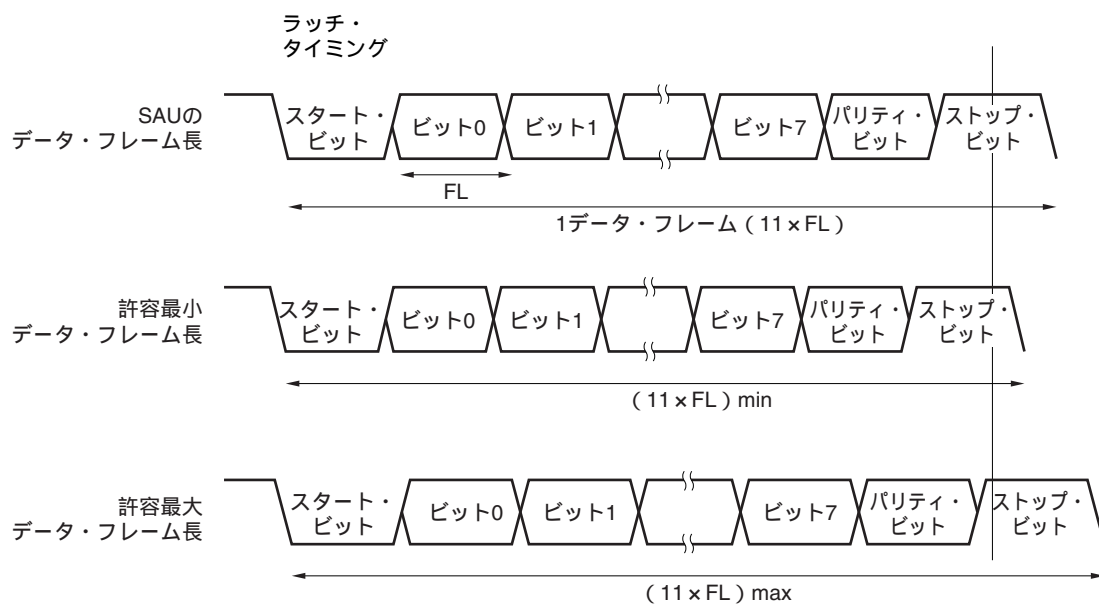 ラッチ・
タイミング
SAUの
データ・フレーム長
スタート・
ビット
ビット0
ビット1
ビット7
パリティ・
ビット
ストップ・
ビット
FL
1データ・フレーム(11×FL)
許容最小
データ・フレーム長
スタート・
ビット
ビット0
ビット1
ビット7
パリティ・
ビット
ストップ・
ビット
(11×FL)min
許容最大
データ・フレーム長
スタート・
ビット
ビット0
ビット1
ビット7
パリティ・
ビット
ストップ・
ビット
(11×FL)max